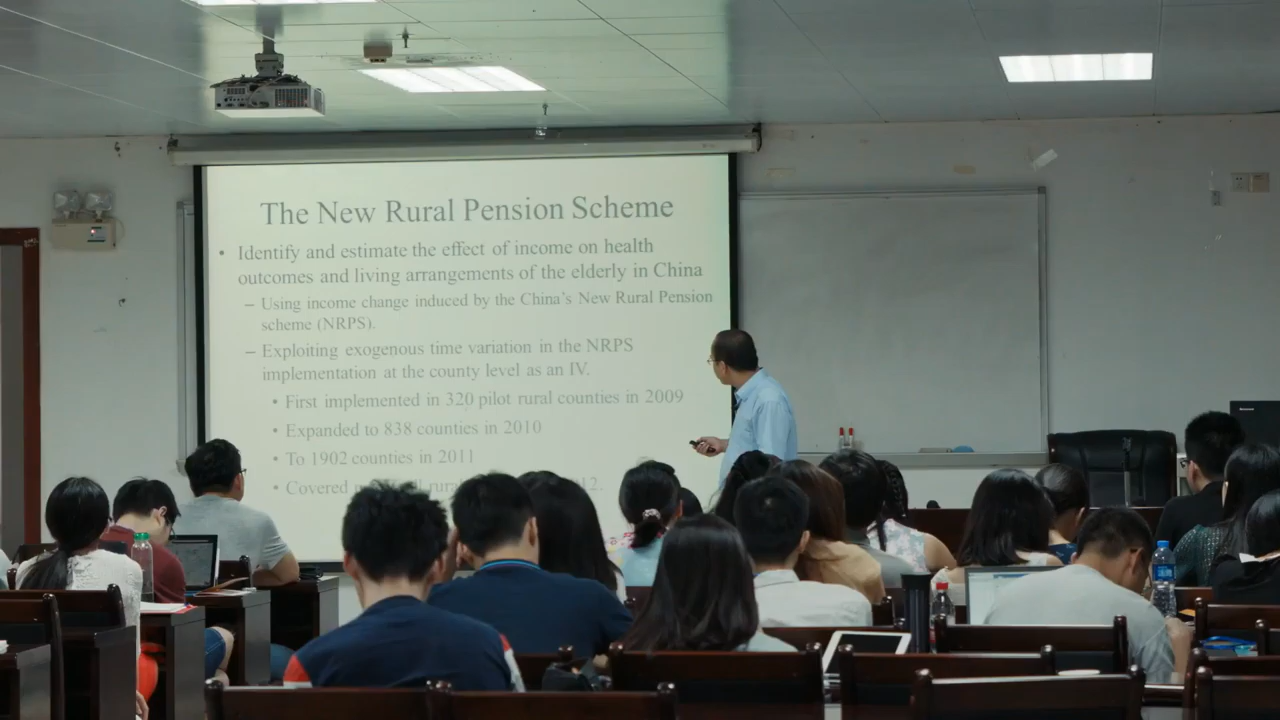 The New Rural Pension Scheme
• Identify and estimate the effect of income on health
outcomes and living arrangements of the elderly in China
– Using income change induced by the China's New Rural Pension
scheme (NRPS).
– Exploiting exogenous time variation in the NRPS
implementation at the county level as an IV.
• First implemented in 320 pilot rural counties in 2009
• Expanded to 838 counties in 2010
• To 1902 counties in 2011
• Covered